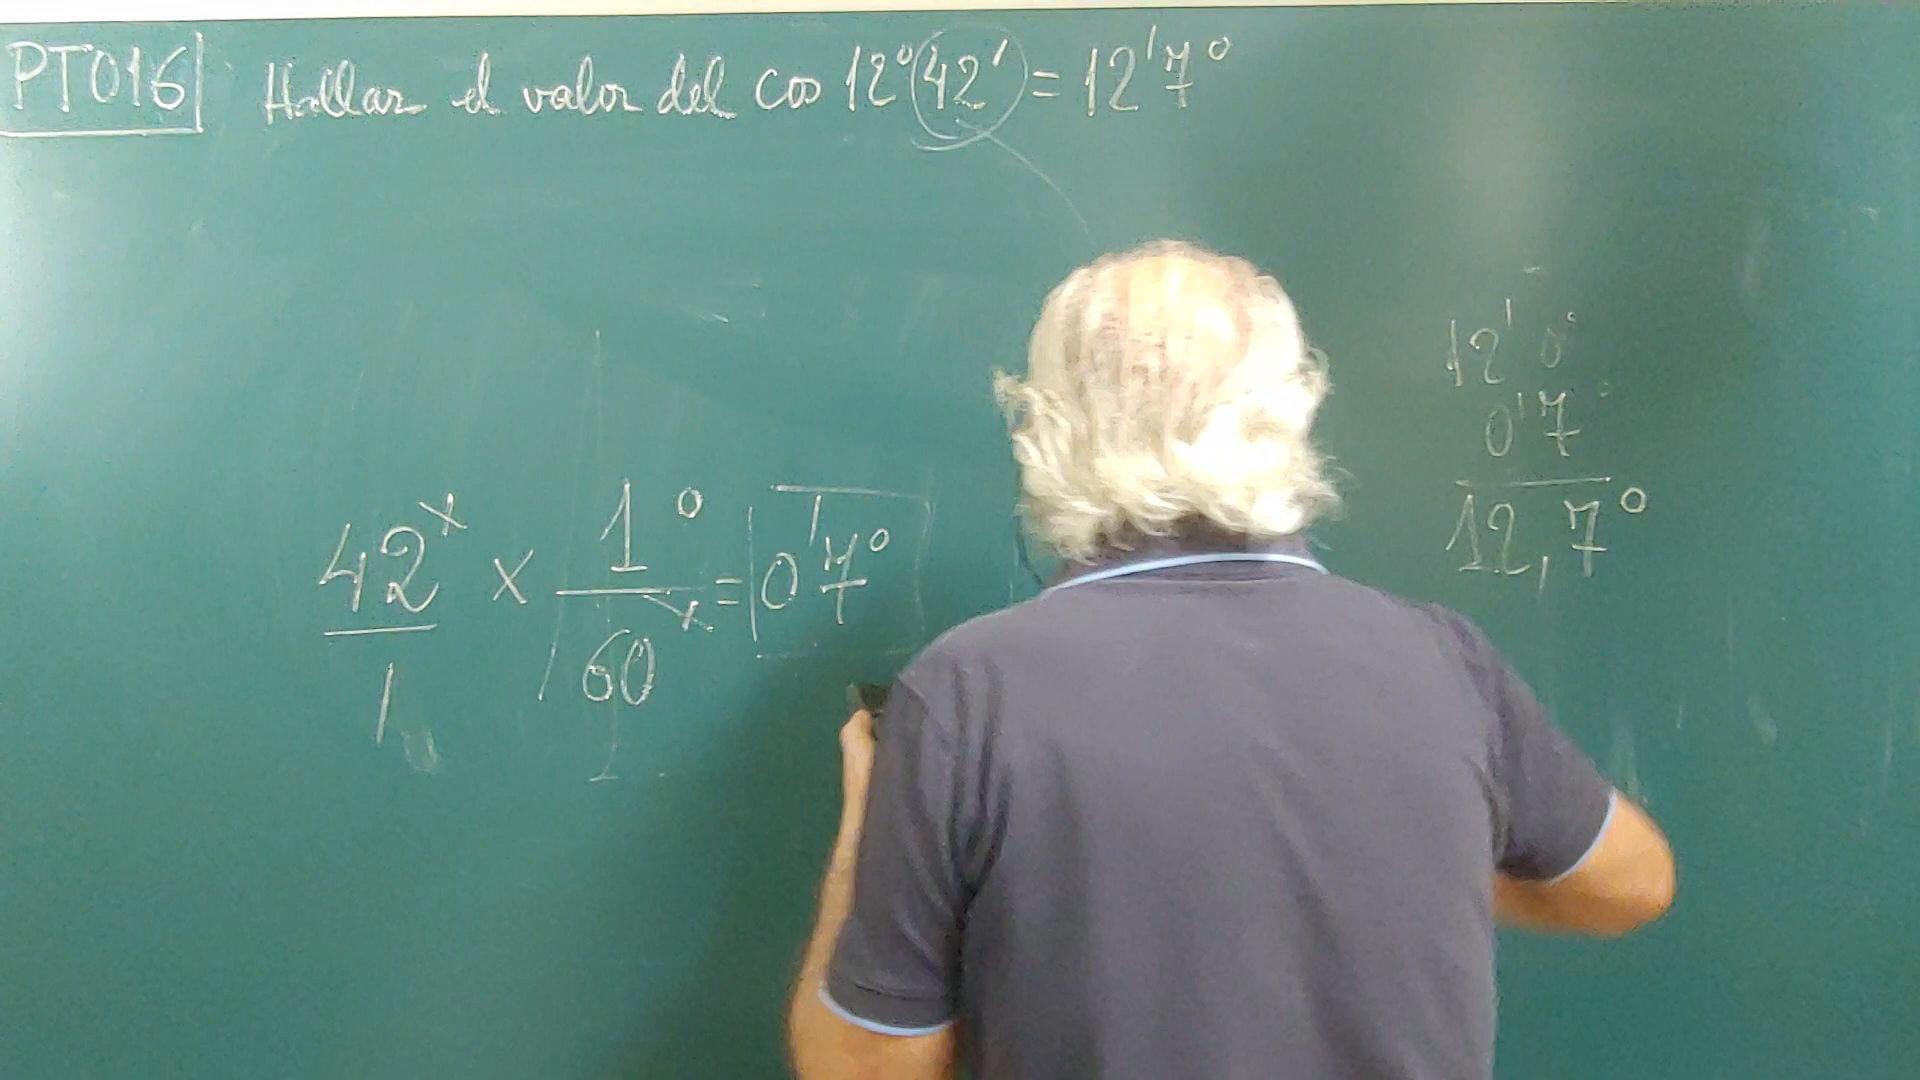 PT016 Hallar el valor del cos 12°42' = 12'7°
12'0°
0'7°
12,7°
42' x 1° = 0'7°
1 60'